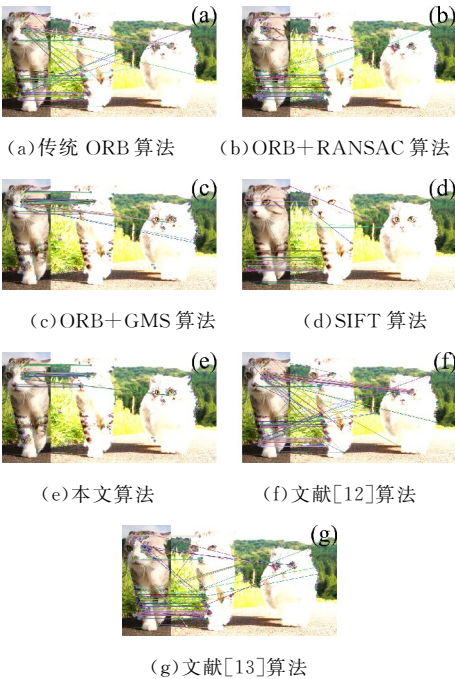 (a) (b)
(a)传统 ORB 算法 (b)ORB+RANSAC 算法
(c) (d)
(c)ORB+GMS 算法 (d)SIFT 算法
(e) (f)
(e)本文算法 (f)文献[12]算法
(g)
(g)文献[13]算法